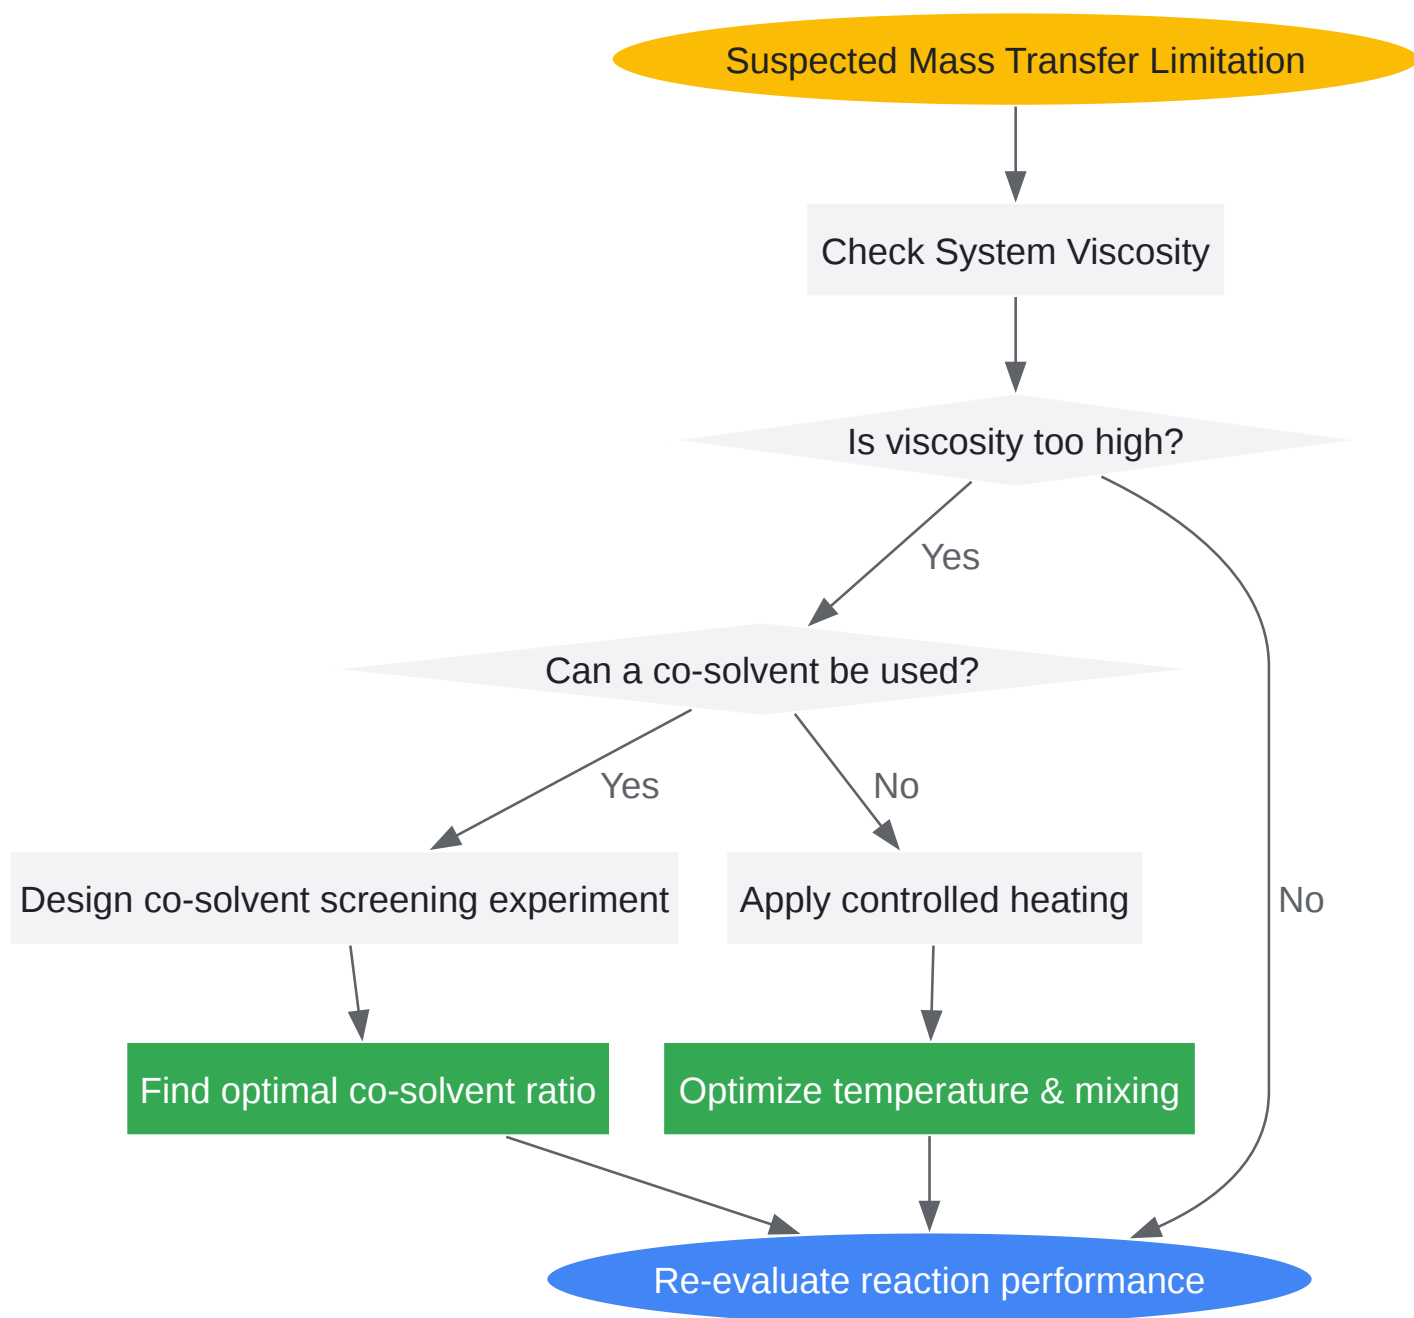 Suspected Mass Transfer Limitation
Check System Viscosity
Is viscosity too high?
Yes
Can a co-solvent be used?
Yes
No
Design co-solvent screening experiment
Apply controlled heating
No
Find optimal co-solvent ratio
Optimize temperature & mixing
Re-evaluate reaction performance